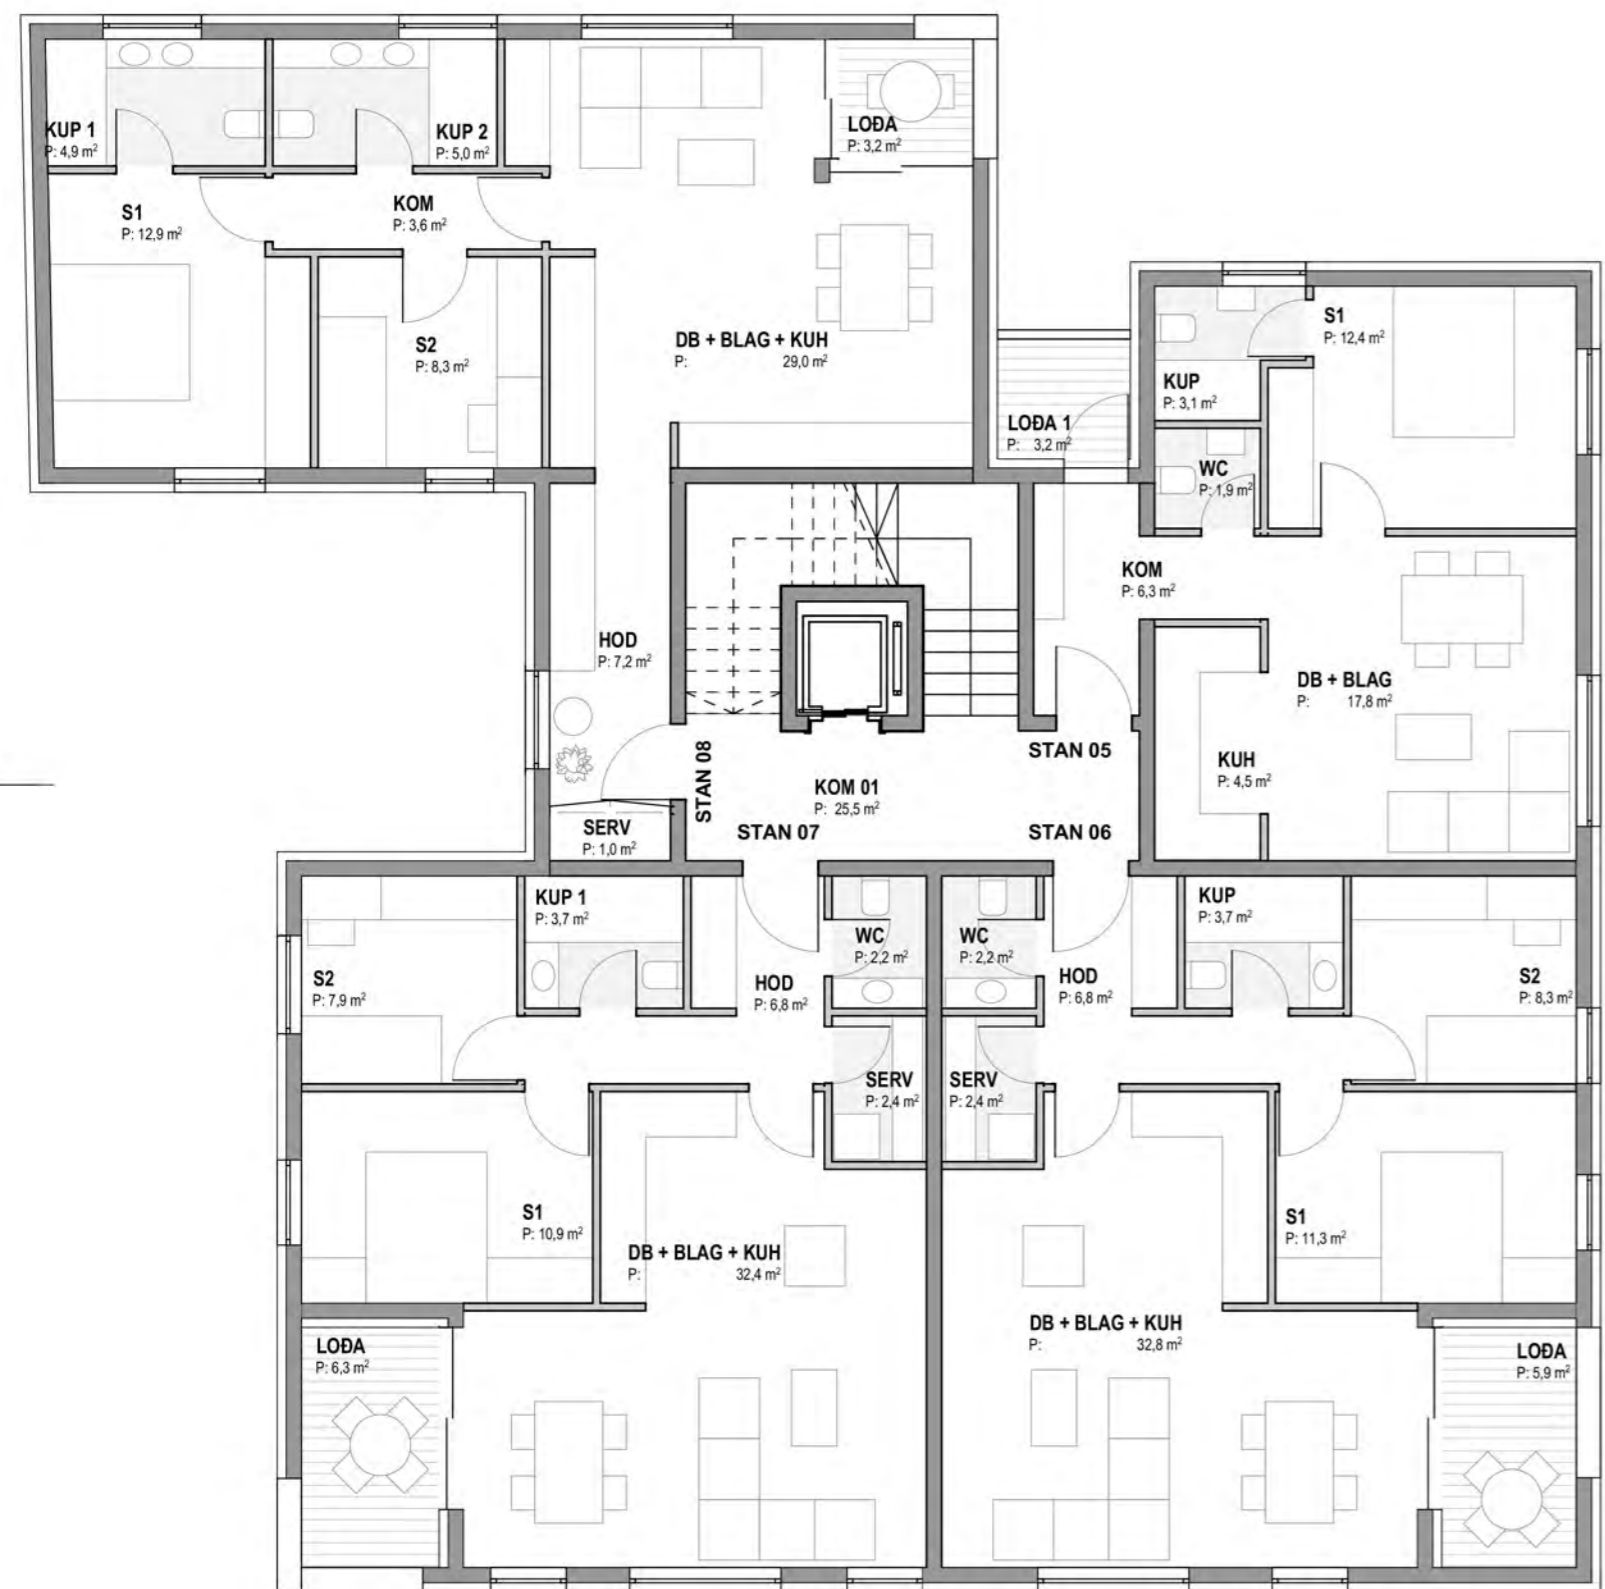 KUP 1
P: 4,9 m²
KUP 2
P: 5,0 m²
LOĐA
P: 3,2 m²
S1
P: 12,9 m²
KOM
P: 3,6 m²
S2
P: 8,3 m²
DB + BLAG + KUH
P: 29,0 m²
S1
P: 12,4 m²
KUP
P: 3,1 m²
LOĐA 1
P: 3,2 m²
WC
P: 1,9 m²
KOM
P: 6,3 m²
HOD
P: 7,2 m²
DB + BLAG
P: 17,8 m²
STAN 08
STAN 05
KUH
P: 4,5 m²
KOM 01
P: 25,5 m²
SERV
P: 1,0 m²
STAN 07
STAN 06
KUP 1
P: 3,7 m²
WC
P: 2,2 m²
WC
P: 2,2 m²
KUP
P: 3,7 m²
S2
P: 7,9 m²
HOD
P: 6,8 m²
HOD
P: 6,8 m²
S2
P: 8,3 m²
SERV
P: 2,4 m²
SERV
P: 2,4 m²
S1
P: 10,9 m²
S1
P: 11,3 m²
DB + BLAG + KUH
P: 32,4 m²
DB + BLAG + KUH
P: 32,8 m²
LOĐA
P: 6,3 m²
LOĐA
P: 5,9 m²